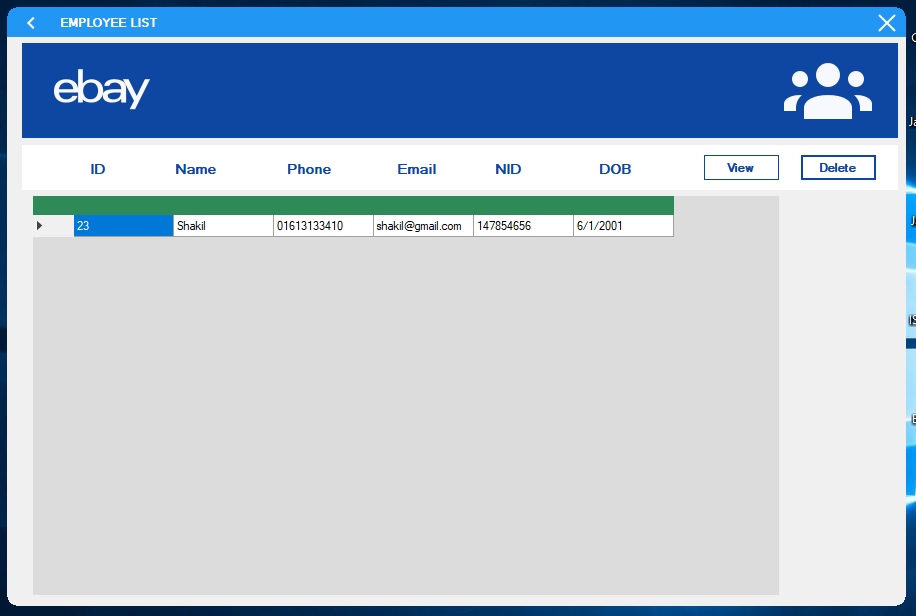 EMPLOYEE LIST
ebay
ID Name Phone Email NID DOB View Delete
23 Shakil 01613133410 shakil@gmail.com 147854656 6/1/2001